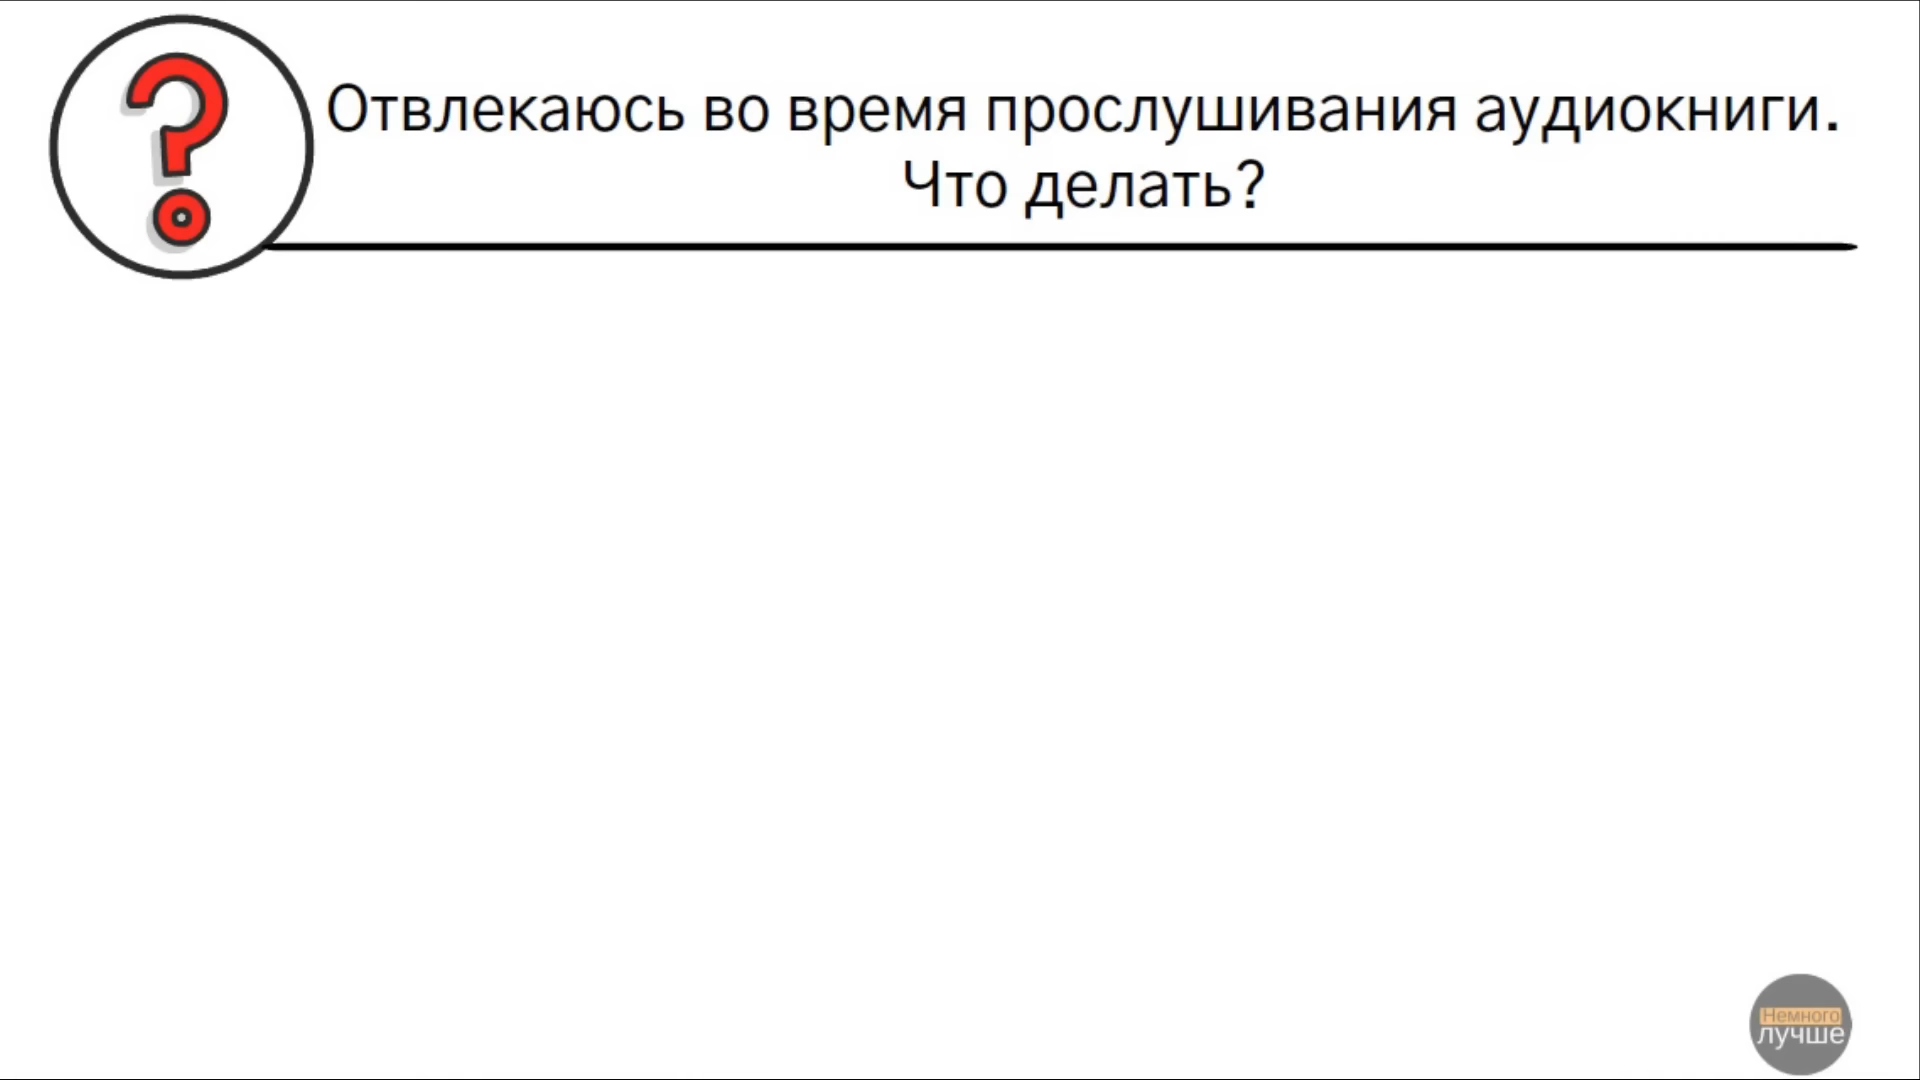 Отвлекаюсь во время прослушивания аудиокниги.
Что делать?
Немного
лучше